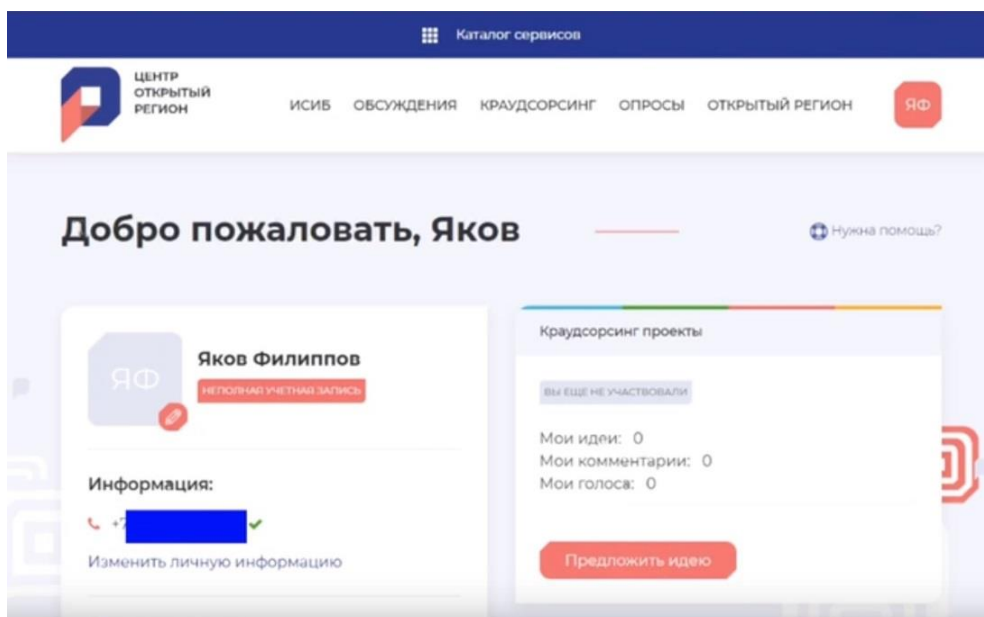 Каталог сервисов
ЦЕНТР
ОТКРЫТЫЙ
РЕГИОН
ИСИБ ОБСУЖДЕНИЯ КРАУДСОРСИНГ ОПРОСЫ ОТКРЫТЫЙ РЕГИОН ЯФ
Добро пожаловать, Яков
Нужна помощь?
ЯФ
Яков Филиппов
НЕПОЛНАЯ УЧЕТНАЯ ЗАПИСЬ
Информация:
+7
Изменить личную информацию
Краудсорсинг проекты
ВЫ ЕЩЕ НЕ УЧАСТВОВАЛИ
Мои идеи: 0
Мои комментарии: 0
Мои голоса: 0
Предложить идею